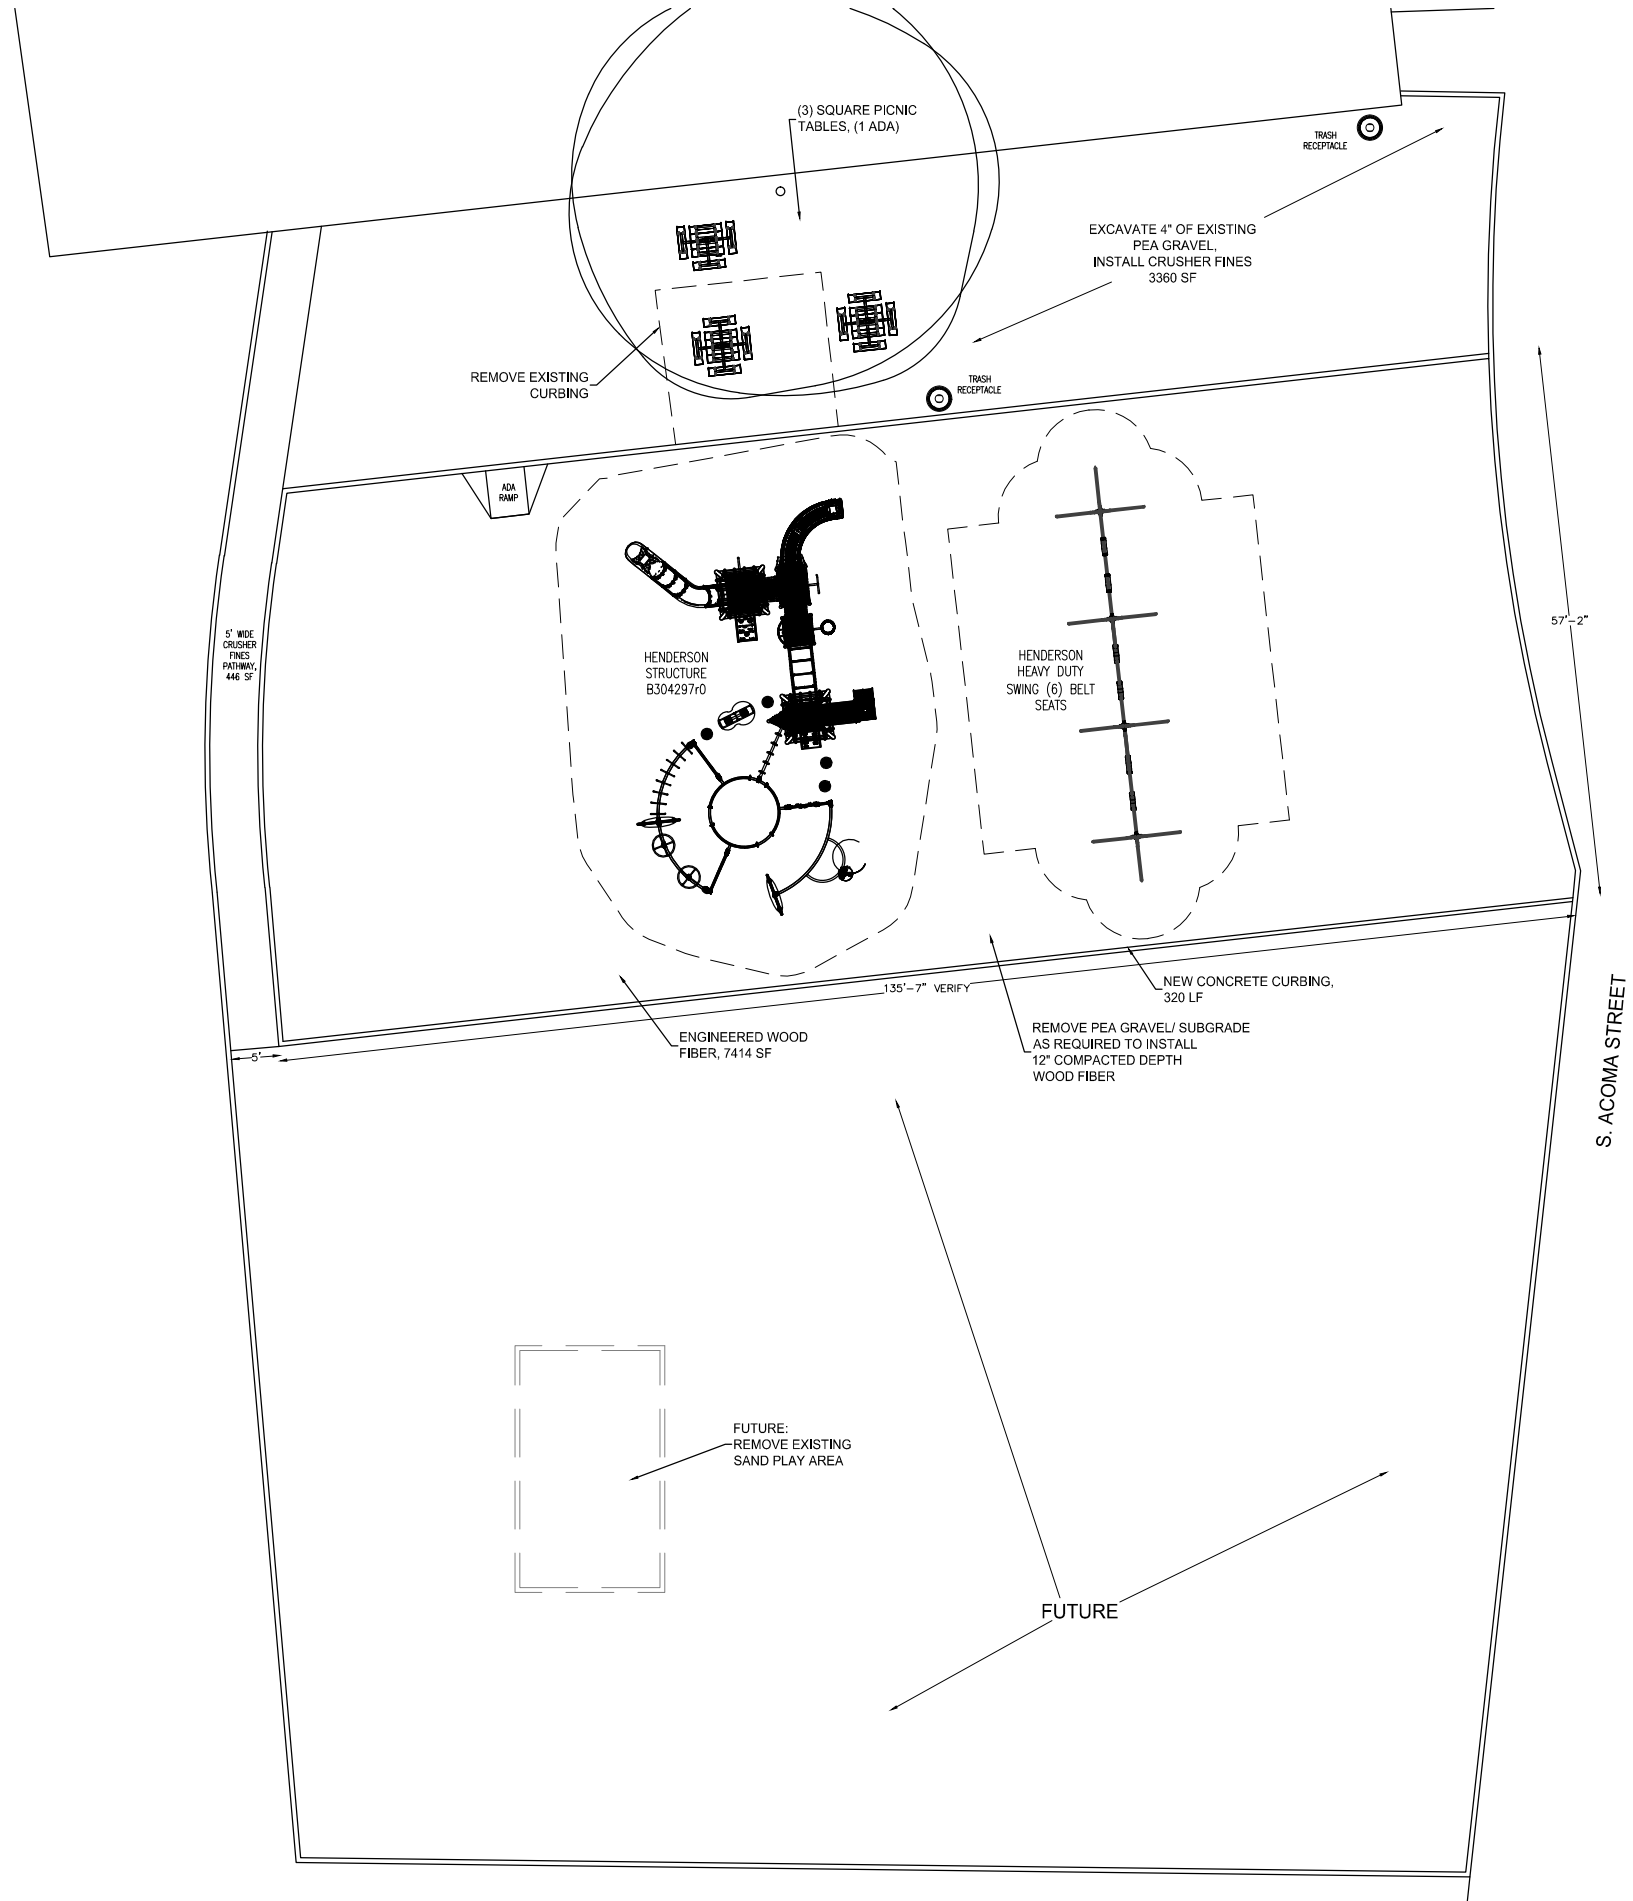 (3) SQUARE PICNIC
TABLES, (1 ADA)
TRASH
RECEPTACLE
EXCAVATE 4" OF EXISTING
PEA GRAVEL,
INSTALL CRUSHER FINES
3360 SF
REMOVE EXISTING
CURBING
TRASH
RECEPTACLE
ADA
RAMP
5' WIDE
CRUSHER
FINES
PATHWAY,
446 SF
HENDERSON
STRUCTURE
B304297r0
HENDERSON
HEAVY DUTY
SWING (6) BELT
SEATS
57'-2"
135'-7" VERIFY
NEW CONCRETE CURBING,
320 LF
5'
ENGINEERED WOOD
FIBER, 7414 SF
REMOVE PEA GRAVEL/ SUBGRADE
AS REQUIRED TO INSTALL
12" COMPACTED DEPTH
WOOD FIBER
S. ACOMA STREET
FUTURE:
REMOVE EXISTING
SAND PLAY AREA
FUTURE